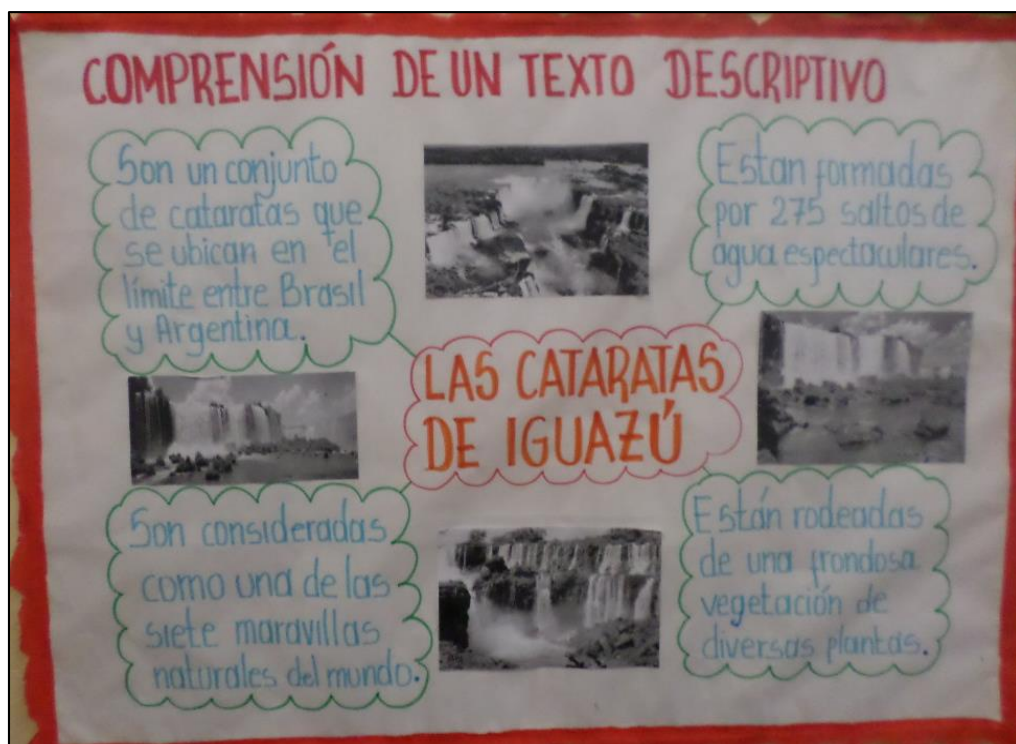 COMPRENSIÓN DE UN TEXTO DESCRIPTIVO
Son un conjunto
de cataratas que
se ubican en el
límite entre Brasil
y Argentina.
Estan formadas
por 275 saltos de
agua espectaculares.
LAS CATARATAS
DE IGUAZÚ
Son consideradas
como una de las
siete maravillas
naturales del mundo.
Están rodeadas
de una frondosa
vegetación de
diversas plantas.